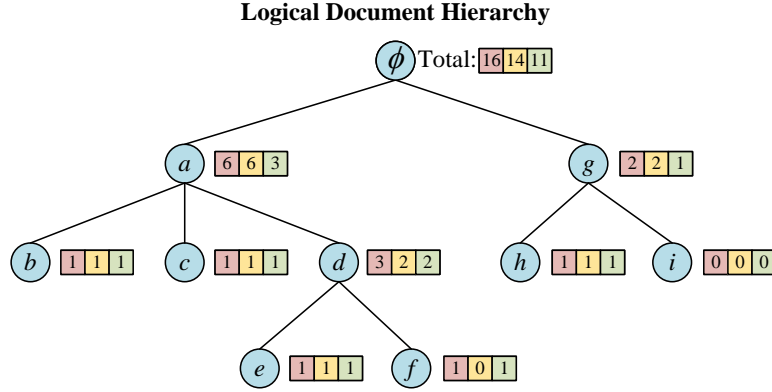 Logical Document Hierarchy
ϕ Total: 16 14 11
a 6 6 3 g 2 2 1
b 1 1 1 c 1 1 1 d 3 2 2 h 1 1 1 i 0 0 0
e 1 1 1 f 1 0 1